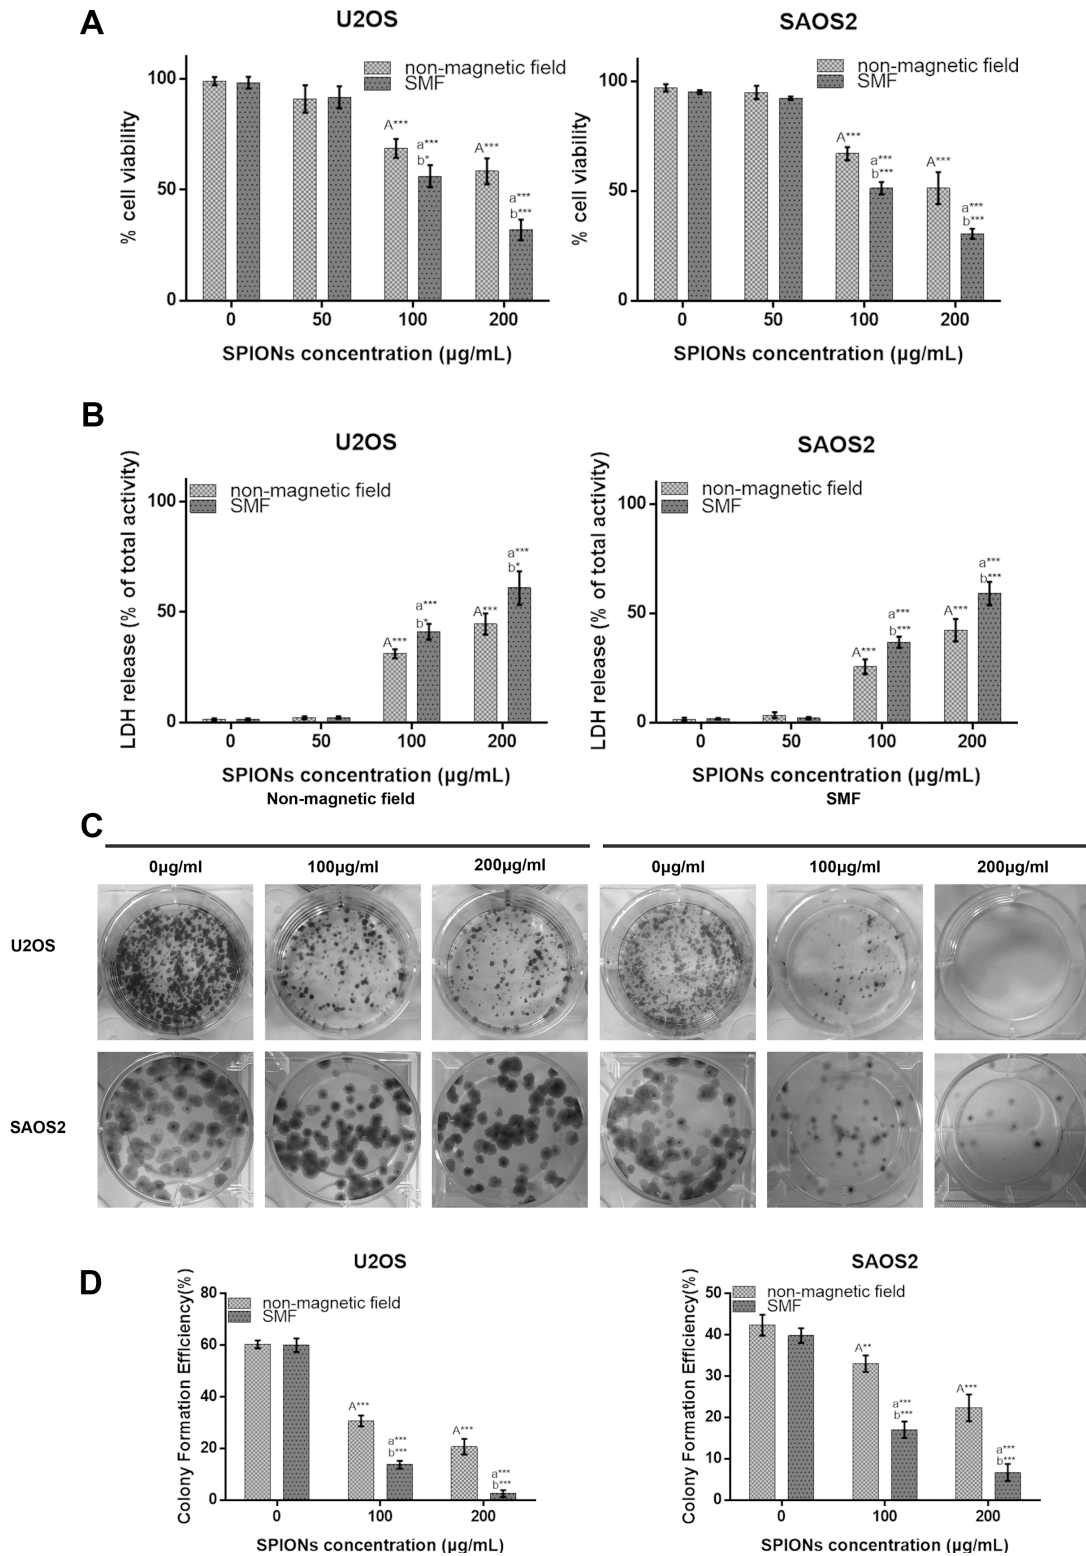 A
U2OS
SAOS2
non-magnetic field
SMF
non-magnetic field
SMF
% cell viability
100
50
0
A***
a***
b*
A***
a***
b***
% cell viability
100
50
0
A***
a***
b***
A***
a***
b***
0 50 100 200
0 50 100 200
SPIONs concentration (µg/mL)
SPIONs concentration (µg/mL)
B
U2OS
SAOS2
non-magnetic field
SMF
non-magnetic field
SMF
LDH release (% of total activity)
100
50
0
A***
a***
b*
A***
a***
b*
LDH release (% of total activity)
100
50
0
A***
a***
b***
A***
a***
b***
0 50 100 200
0 50 100 200
SPIONs concentration (µg/mL)
SPIONs concentration (µg/mL)
Non-magnetic field
SMF
C
0µg/ml 100µg/ml 200µg/ml 0µg/ml 100µg/ml 200µg/ml
U2OS
SAOS2
D
U2OS
SAOS2
non-magnetic field
SMF
non-magnetic field
SMF
Colony Formation Efficiency(%)
80
60
40
20
0
A***
a***
b***
A***
a***
b***
Colony Formation Efficiency(%)
50
40
30
20
10
0
A**
a***
b***
A***
a***
b***
0 100 200
0 100 200
SPIONs concentration (µg/mL)
SPIONs concentration (µg/mL)